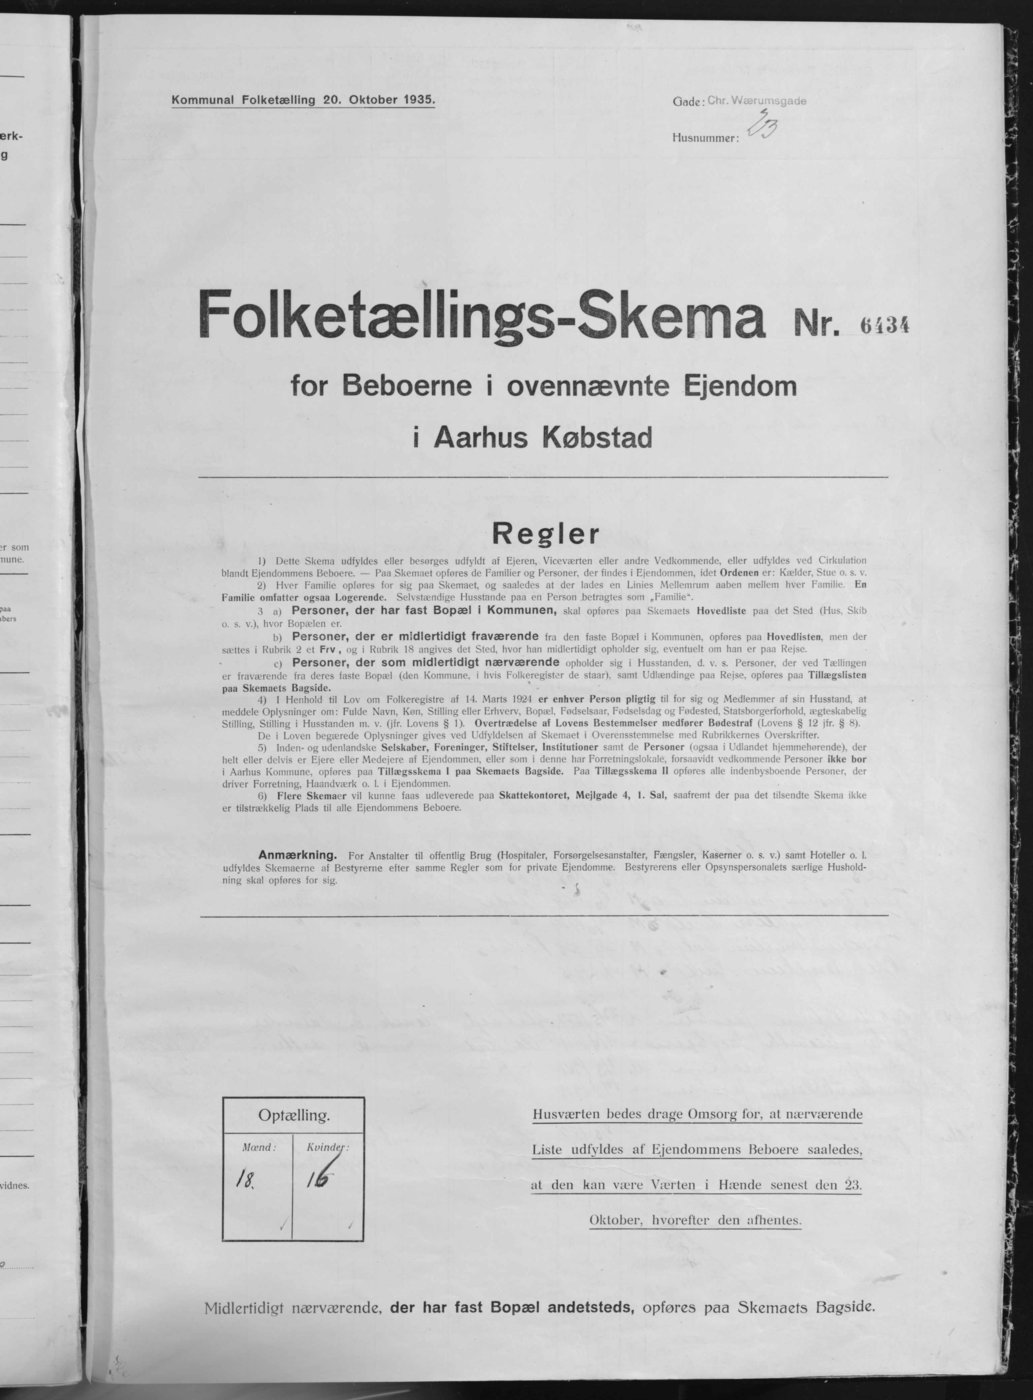 Kommunal Folketælling 20. Oktober 1935.
Gade: Chr. Wærumsgade
Husnummer: 23
Folketællings-Skema Nr. 6434
for Beboerne i ovennævnte Ejendom
i Aarhus Købstad
Regler
1) Dette Skema udfyldes eller besørges udfyldt af Ejeren, Viceværten eller andre Vedkommende, eller udfyldes ved Cirkulation
blandt Ejendommens Beboere. — Paa Skemaet opføres de Familier og Personer, der findes i Ejendommen, idet Ordenen er: Kælder, Stue o. s. v.
2) Hver Familie opføres for sig paa Skemaet, og saaledes at der lades en Linies Mellemrum aaben mellem hver Familie. En
Familie omfatter ogsaa Logerende. Selvstændige Husstande paa en Person betragtes som „Familie“.
3 a) Personer, der har fast Bopæl i Kommunen, skal opføres paa Skemaets Hovedliste paa det Sted (Hus, Skib
o. s. v.), hvor Bopælen er.
b) Personer, der er midlertidigt fraværende fra den faste Bopæl i Kommunen, opføres paa Hovedlisten, men der
sættes i Rubrik 2 et Frv., og i Rubrik 18 angives det Sted, hvor han midlertidigt opholder sig, eventuelt om han er paa Rejse.
c) Personer, der som midlertidigt nærværende opholder sig i Husstanden, d. v. s. Personer, der ved Tællingen
er fraværende fra deres faste Bopæl (den Kommune, i hvis Folkeregister de staar), samt Udlændinge paa Rejse, opføres paa Tillægslisten
paa Skemaets Bagside.
4) I Henhold til Lov om Folkeregistre af 14. Marts 1924 er enhver Person pligtig til for sig og Medlemmer af sin Husstand, at
meddele Oplysninger om: Fulde Navn, Køn, Stilling eller Erhverv, Bopæl, Fødselsaar, Fødselsdag og Fødested, Statsborgerforhold, ægteskabelig
Stilling, Stilling i Husstanden m. v. (jfr. Lovens § 1). Overtrædelse af Lovens Bestemmelser medfører Bødestraf (Lovens § 12 jfr. § 8).
De i Loven begærede Oplysninger gives ved Udfyldelsen af Skemaet i Overensstemmelse med Rubrikkernes Overskrifter.
5) Inden- og udenlandske Selskaber, Foreninger, Stiftelser, Institutioner samt de Personer (ogsaa i Udlandet hjemmehørende), der
helt eller delvis er Ejere eller Medejere af Ejendommen, eller som i denne har Forretningslokale, forsaavidt vedkommende Personer ikke bor
i Aarhus Kommune, opføres paa Tillægsskema I paa Skemaets Bagside. Paa Tillægsskema II opføres alle indenbysboende Personer, der
driver Forretning, Haandværk o. l. i Ejendommen.
6) Flere Skemaer vil kunne faas udleverede paa Skattekontoret, Mejlgade 4, 1. Sal, saafremt der paa det tilsendte Skema ikke
er tilstrækkelig Plads til alle Ejendommens Beboere.
Anmærkning. For Anstalter til offentlig Brug (Hospitaler, Forsørgelsesanstalter, Fængsler, Kaserner o. s. v.) samt Hoteller o. l.
udfyldes Skemaerne af Bestyrerne efter samme Regler som for private Ejendomme. Bestyrerens eller Opsynspersonalets særlige Hushold-
ning skal opføres for sig.
Optælling.
Mænd: Kvinder:
18. 16
Husværten bedes drage Omsorg for, at nærværende
Liste udfyldes af Ejendommens Beboere saaledes,
at den kan være Værten i Hænde senest den 23.
Oktober, hvorefter den afhentes.
Midlertidigt nærværende, der har fast Bopæl andetsteds, opføres paa Skemaets Bagside.